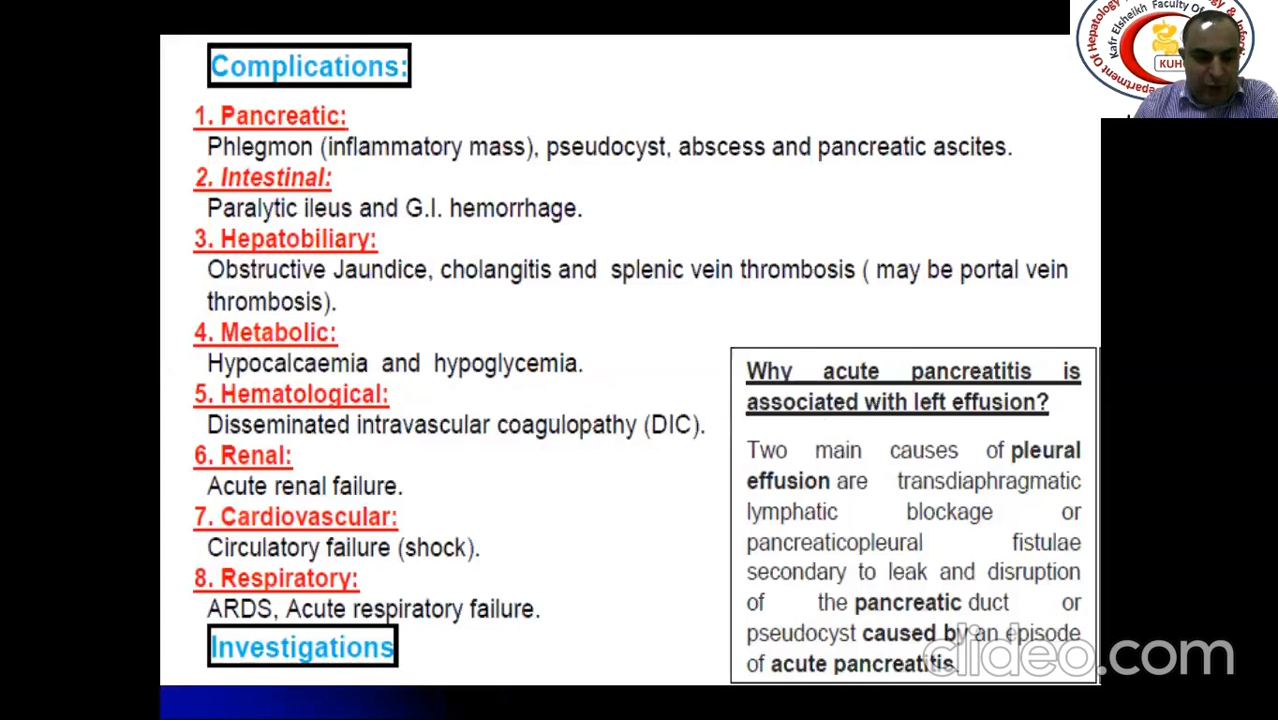 Complications:
1. Pancreatic:
Phlegmon (inflammatory mass), pseudocyst, abscess and pancreatic ascites.
2. Intestinal:
Paralytic ileus and G.I. hemorrhage.
3. Hepatobiliary:
Obstructive Jaundice, cholangitis and splenic vein thrombosis ( may be portal vein
thrombosis).
4. Metabolic:
Hypocalcaemia and hypoglycemia.
5. Hematological:
Disseminated intravascular coagulopathy (DIC).
6. Renal:
Acute renal failure.
7. Cardiovascular:
Circulatory failure (shock).
8. Respiratory:
ARDS, Acute respiratory failure.
Investigations
Why acute pancreatitis is
associated with left effusion?
Two main causes of pleural
effusion are transdiaphragmatic
lymphatic blockage or
pancreaticopleural fistulae
secondary to leak and disruption
of the pancreatic duct or
pseudocyst caused by an episode
of acute pancreatitis.
clideo.com
Department Of Hepatology
Kafr Elsheikh Faculty Of